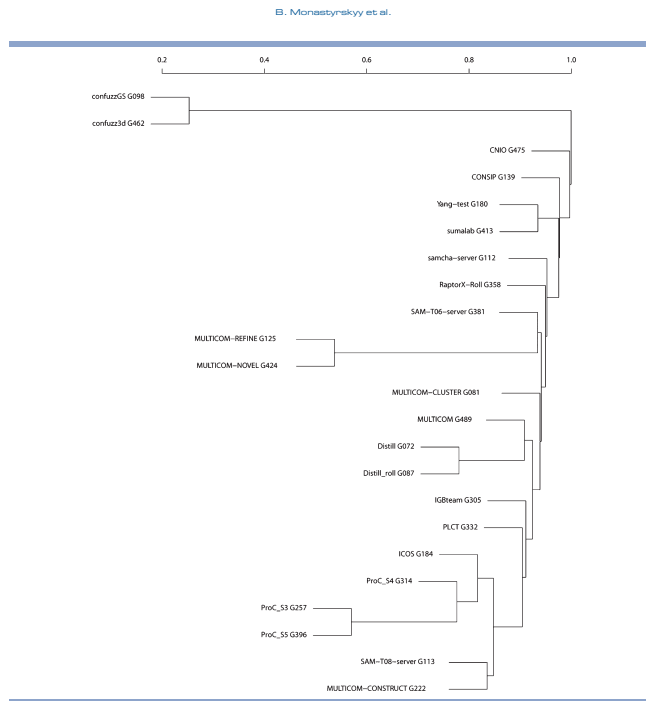 B. Monastyrskyy et al.
0.2 0.4 0.6 0.8 1.0
confuzzGS G098
confuzz3d G462
CNIO G475
CONSIP G139
Yang−test G180
sumalab G413
samcha−server G112
RaptorX−Roll G358
SAM−T06−server G381
MULTICOM−REFINE G125
MULTICOM−NOVEL G424
MULTICOM−CLUSTER G081
MULTICOM G489
Distill G072
Distill_roll G087
IGBteam G305
PLCT G332
ICOS G184
ProC_S4 G314
ProC_S3 G257
ProC_S5 G396
SAM−T08−server G113
MULTICOM−CONSTRUCT G222